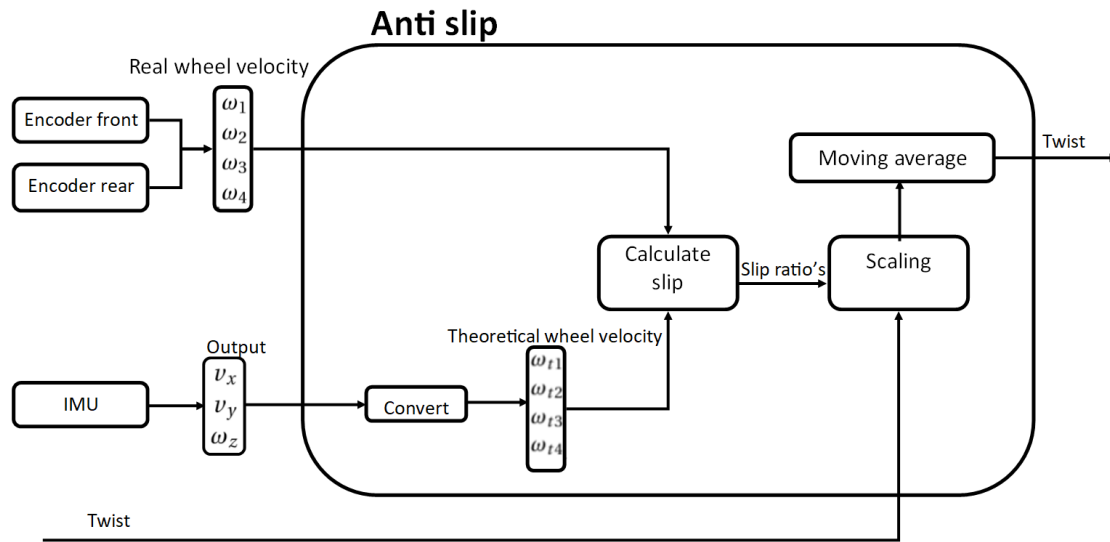 Anti slip
Real wheel velocity
Encoder front
Encoder rear
ω1
ω2
ω3
ω4
Moving average
Twist
Calculate
slip
Slip ratio's
Scaling
Theoretical wheel velocity
Output
IMU
vx
vy
ωz
Convert
ωt1
ωt2
ωt3
ωt4
Twist